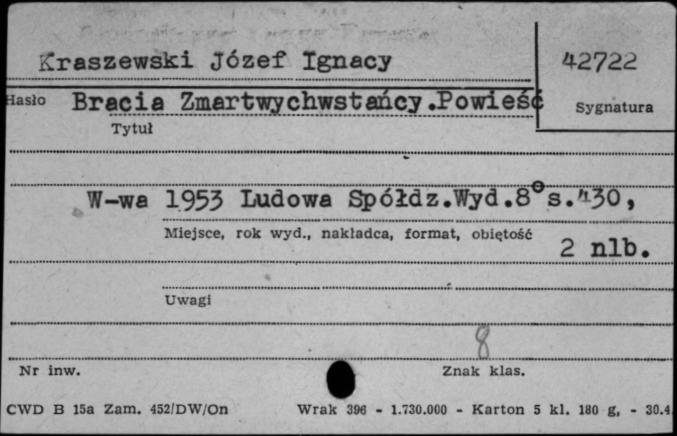 Kraszewski Józef Ignacy
42722
Hasło Bracia Zmartwychwstańcy.Powieść
Sygnatura
Tytuł
W-wa 1953 Ludowa Spółdz.Wyd.8° s.430,
Miejsce, rok wyd., nakładca, format, objętość
2 nlb.
Uwagi
8
Nr inw.
Znak klas.
CWD B 15a Zam. 452/DW/On Wrak 396 - 1.730.000 - Karton 5 kl. 180 g, - 30.4